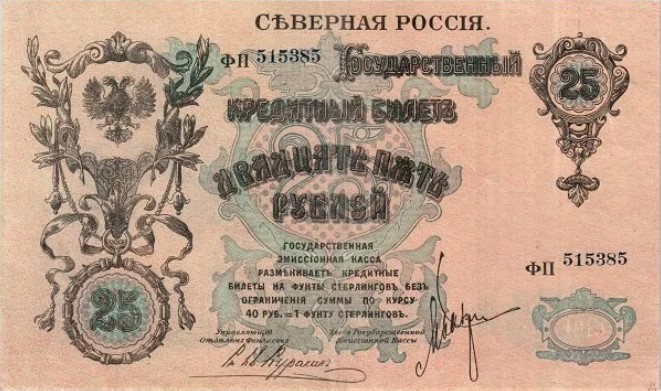 СѢВЕРНАЯ РОССІЯ.
ФП 515385
ГОСУДАРСТВЕННЫЙ
25
КРЕДИТНЫЙ БИЛЕТЪ
ДВАДЦАТЬ ПЯТЬ
РУБЛЕЙ
ГОСУДАРСТВЕННАЯ
ЭМИССІОННАЯ КАССА
РАЗМѢНИВАЕТЪ КРЕДИТНЫЕ
БИЛЕТЫ НА ФУНТЫ СТЕРЛИНГОВЪ БЕЗЪ
ОГРАНИЧЕНІЯ СУММЫ ПО КУРСУ
40 РУБ.=1 ФУНТУ СТЕРЛИНГОВЪ.
ФП 515385
25
Управляющій
Отдѣломъ Финансовъ
Члена Государственной
Эмиссіонной Кассы